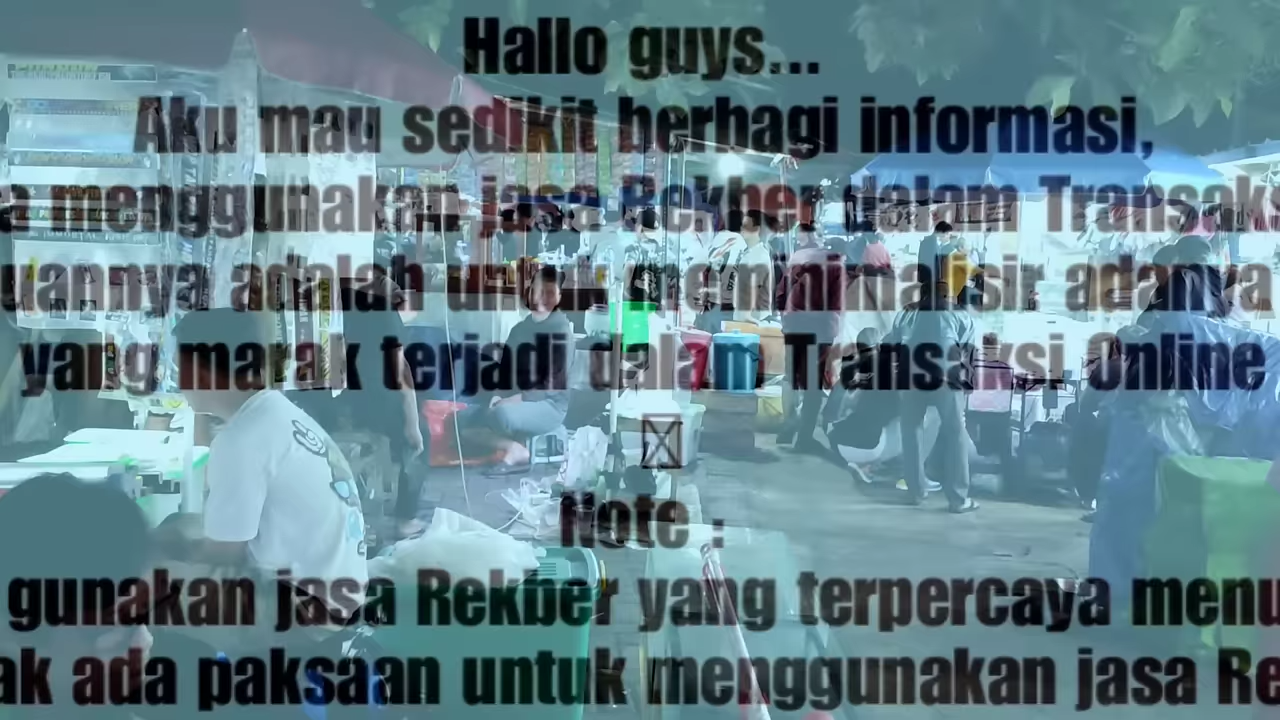 Hallo guys...
Aku mau sedikit berbagi informasi,
a menggunakan jasa Rekber dalam Transaks
uannya adalah untuk meminimalisir adanya
yang marak terjadi dalam Transaksi Online
Note :
gunakan jasa Rekber yang terpercaya menu
ak ada paksaan untuk menggunakan jasa Re